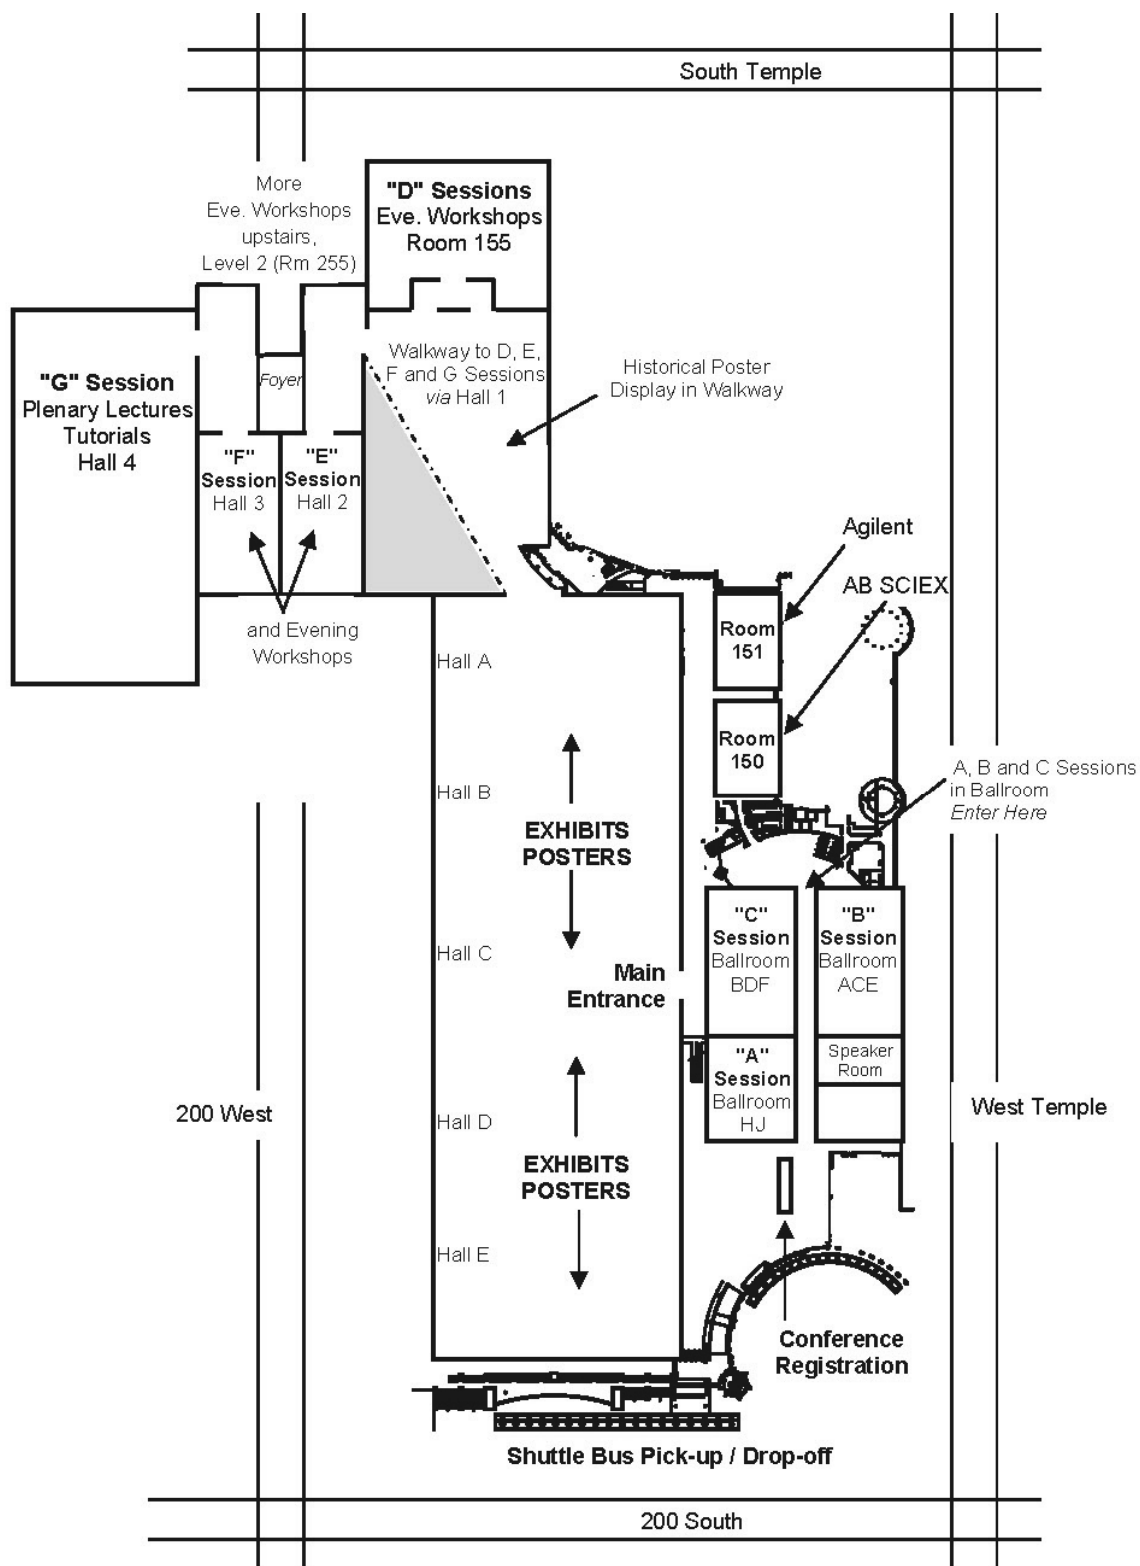 South Temple
More
Eve. Workshops
upstairs,
Level 2 (Rm 255)
"D" Sessions
Eve. Workshops
Room 155
"G" Session
Plenary Lectures
Tutorials
Hall 4
Foyer
Walkway to D, E,
F and G Sessions
via Hall 1
Historical Poster
Display in Walkway
"F"
Session
Hall 3
"E"
Session
Hall 2
and Evening
Workshops
Agilent
AB SCIEX
Room
151
Room
150
Hall A
Hall B
EXHIBITS
POSTERS
A, B and C Sessions
in Ballroom
Enter Here
Hall C
Main
Entrance
"C"
Session
Ballroom
BDF
"B"
Session
Ballroom
ACE
"A"
Session
Ballroom
HJ
Speaker
Room
200 West
Hall D
West Temple
EXHIBITS
POSTERS
Hall E
Conference
Registration
Shuttle Bus Pick-up / Drop-off
200 South